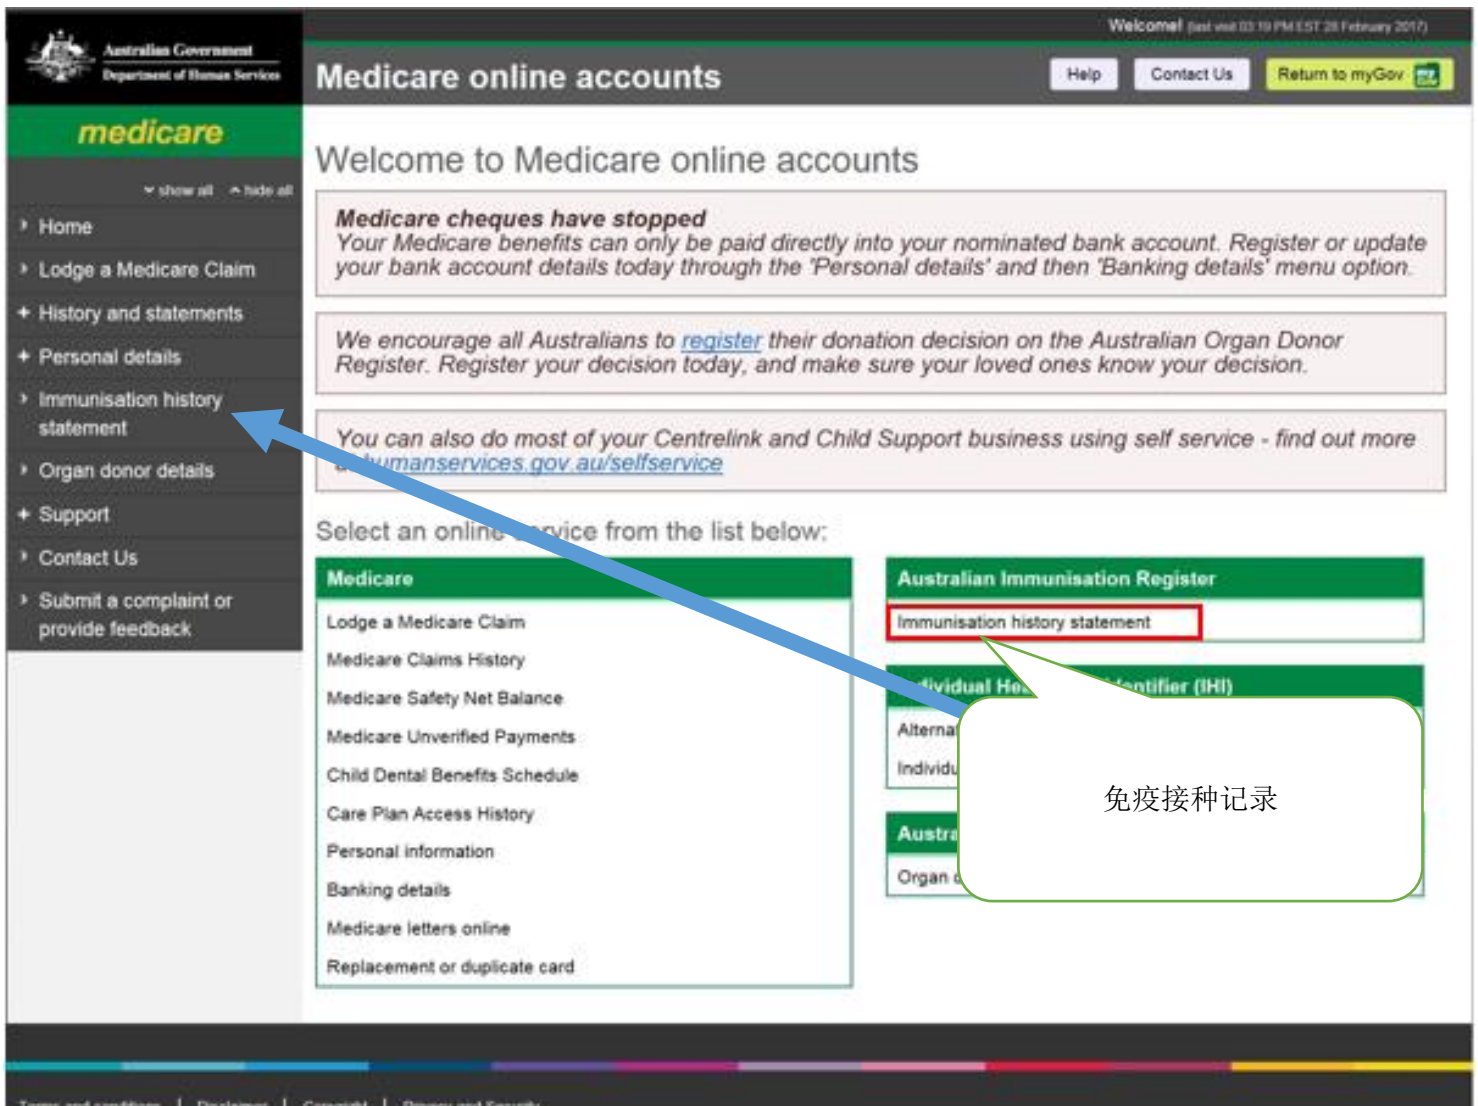 Welcome! (last visit 03:19 PM EST 28 February 2017)
Australian Government
Department of Human Services
Medicare online accounts
Help
Contact Us
Return to myGov
medicare
show all
hide all
Home
Lodge a Medicare Claim
History and statements
Personal details
Immunisation history
statement
Organ donor details
Support
Contact Us
Submit a complaint or
provide feedback
Welcome to Medicare online accounts
Medicare cheques have stopped
Your Medicare benefits can only be paid directly into your nominated bank account. Register or update
your bank account details today through the 'Personal details' and then 'Banking details' menu option.
We encourage all Australians to register their donation decision on the Australian Organ Donor
Register. Register your decision today, and make sure your loved ones know your decision.
You can also do most of your Centrelink and Child Support business using self service - find out more
humanservices.gov.au/selfservice
Select an online service from the list below:
Medicare
Lodge a Medicare Claim
Medicare Claims History
Medicare Safety Net Balance
Medicare Unverified Payments
Child Dental Benefits Schedule
Care Plan Access History
Personal information
Banking details
Medicare letters online
Replacement or duplicate card
Australian Immunisation Register
Immunisation history statement
Individual (IHI)
免疫接种记录
Organ
Terms and conditions | Disclaimer | Copyright | Privacy and Security